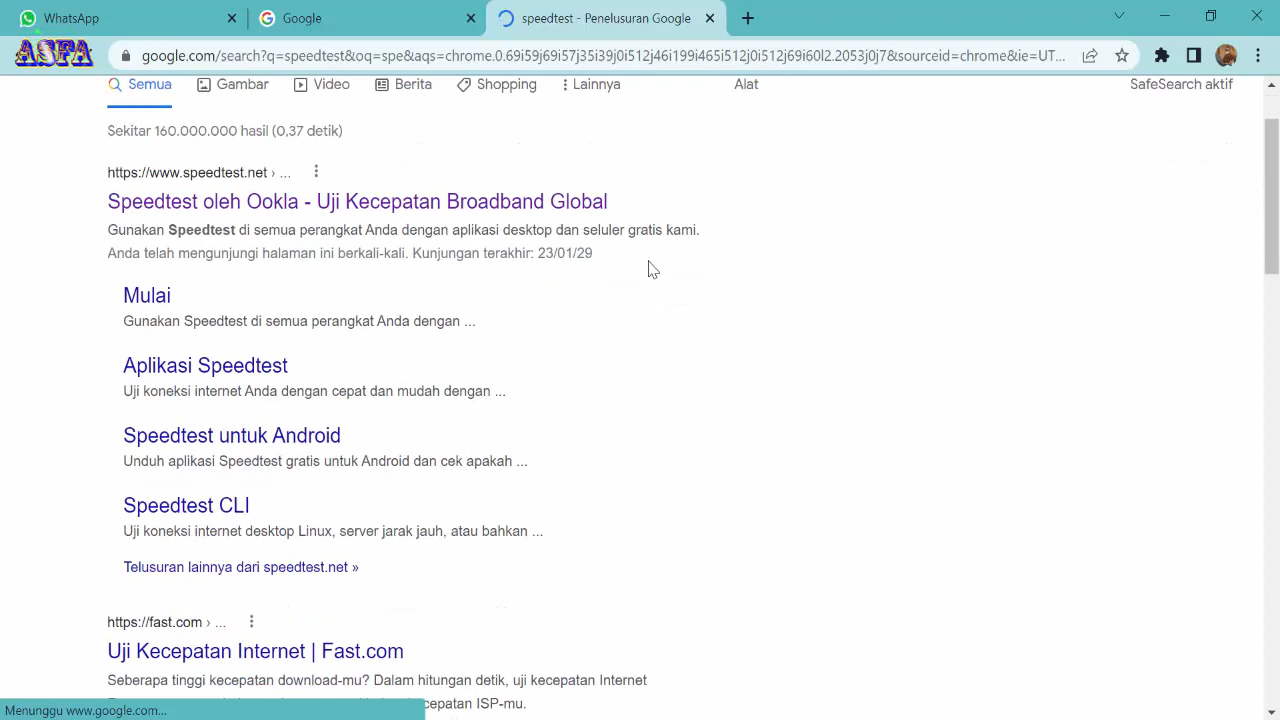 WhatsApp
Google
speedtest - Penelusuran Google
ASFA
google.com/search?q=speedtest&oq=spe&aqs=chrome.0.69i59j69i57j35i39j0i512j46i199i465i512j0i512j69i60l2.2053j0j7&sourceid=chrome&ie=UT...
Semua
Gambar
Video
Berita
Shopping
Lainnya
Alat
SafeSearch aktif
Sekitar 160.000.000 hasil (0,37 detik)
https://www.speedtest.net › ...
Speedtest oleh Ookla - Uji Kecepatan Broadband Global
Gunakan Speedtest di semua perangkat Anda dengan aplikasi desktop dan seluler gratis kami.
Anda telah mengunjungi halaman ini berkali-kali. Kunjungan terakhir: 23/01/29
Mulai
Gunakan Speedtest di semua perangkat Anda dengan ...
Aplikasi Speedtest
Uji koneksi internet Anda dengan cepat dan mudah dengan ...
Speedtest untuk Android
Unduh aplikasi Speedtest gratis untuk Android dan cek apakah ...
Speedtest CLI
Uji koneksi internet desktop Linux, server jarak jauh, atau bahkan ...
Telusuran lainnya dari speedtest.net »
https://fast.com › ...
Uji Kecepatan Internet | Fast.com
Seberapa tinggi kecepatan download-mu? Dalam hitungan detik, uji kecepatan Internet
ecepatan ISP-mu.
Menunggu www.google.com...